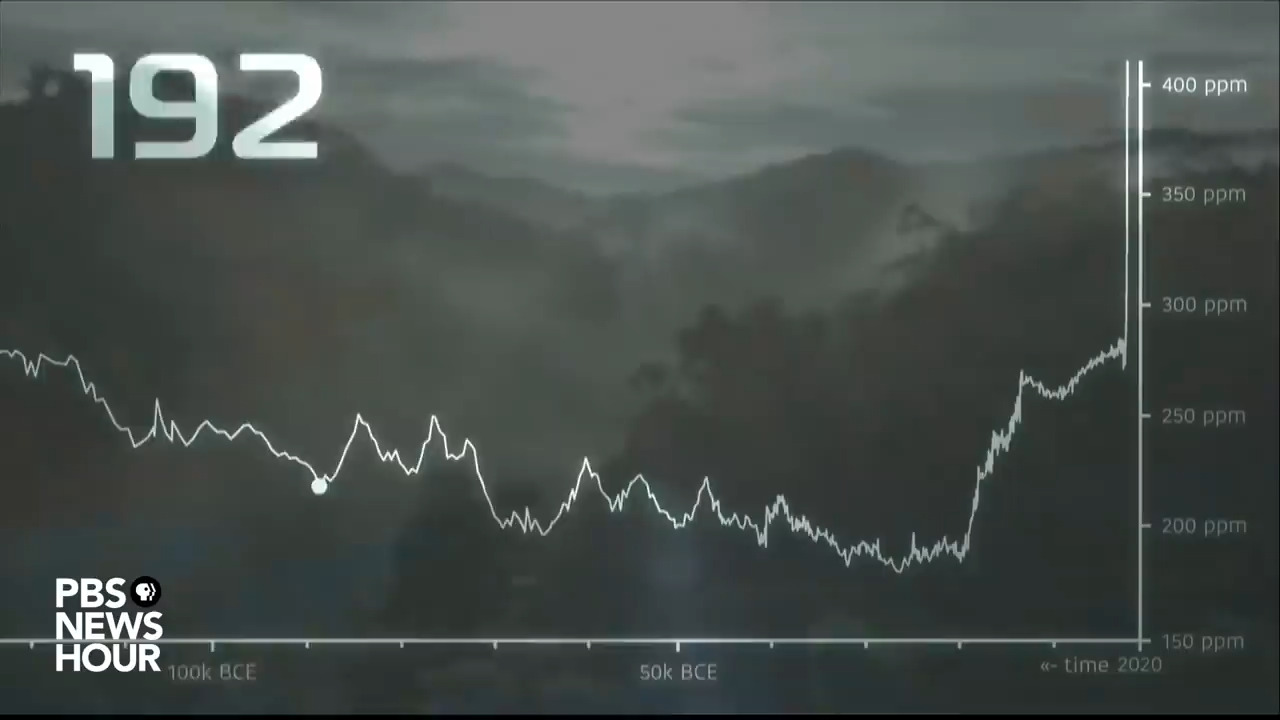 192
400 ppm
350 ppm
300 ppm
250 ppm
200 ppm
150 ppm
PBS
NEWS
HOUR
100k BCE
50k BCE
«- time 2020